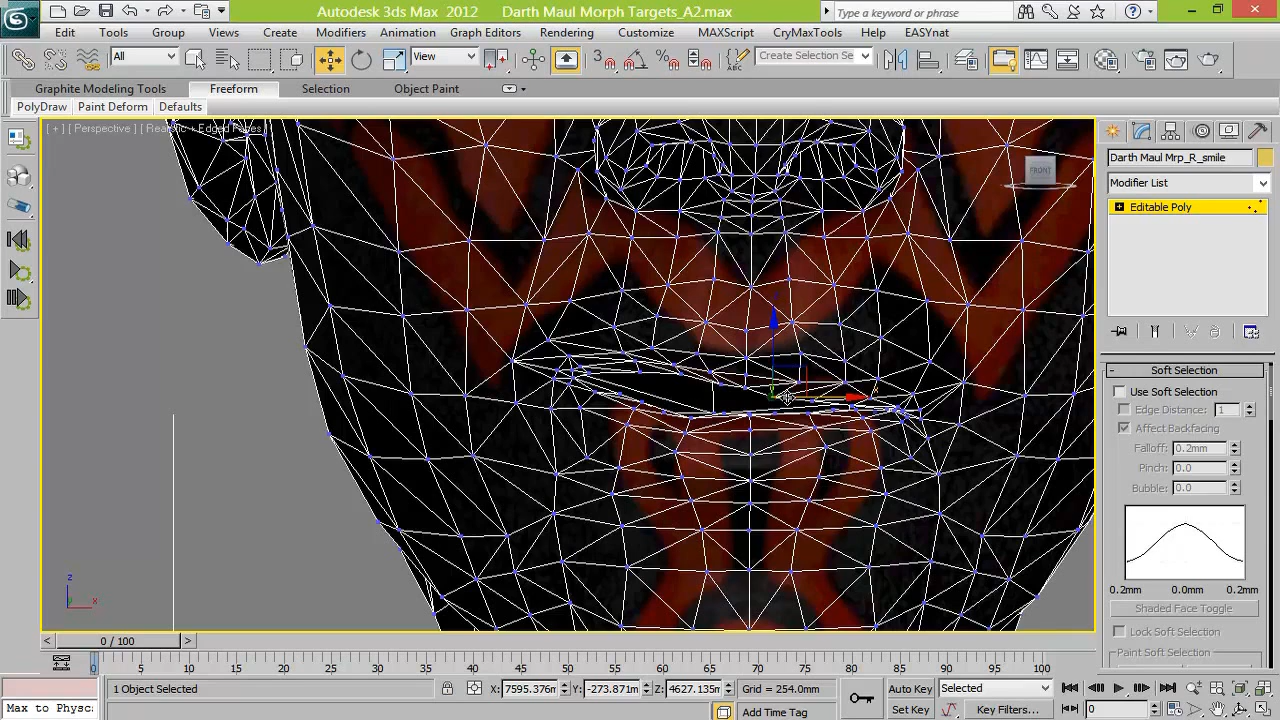 Autodesk 3ds Max 2012 Darth Maul Morph Targets_A2.max Type a keyword or phrase
Edit Tools Group Views Create Modifiers Animation Graph Editors Rendering Customize MAXScript CryMaxTools Help EASYnat
All View 3 Create Selection Se
Graphite Modeling Tools Freeform Selection Object Paint
PolyDraw Paint Deform Defaults
[ + ] [ Perspective ] [ Realistic + Edged Faces ]
FRONT
Darth Maul Mrp_R_smile
Modifier List
Editable Poly
- Soft Selection
Use Soft Selection
Edge Distance: 1
Affect Backfacing
Falloff: 0.2mm
Pinch: 0.0
Bubble: 0.0
0.2mm 0.0mm 0.2mm
Shaded Face Toggle
Lock Soft Selection
Paint Soft Selection
z
x
< 0 / 100 >
0 5 10 15 20 25 30 35 40 45 50 55 60 65 70 75 80 85 90 95 100
1 Object Selected X: 7595.376m Y: -273.871m Z: 4627.135m Grid = 254.0mm Auto Key Selected
Max to Physc Add Time Tag Set Key Key Filters... 0